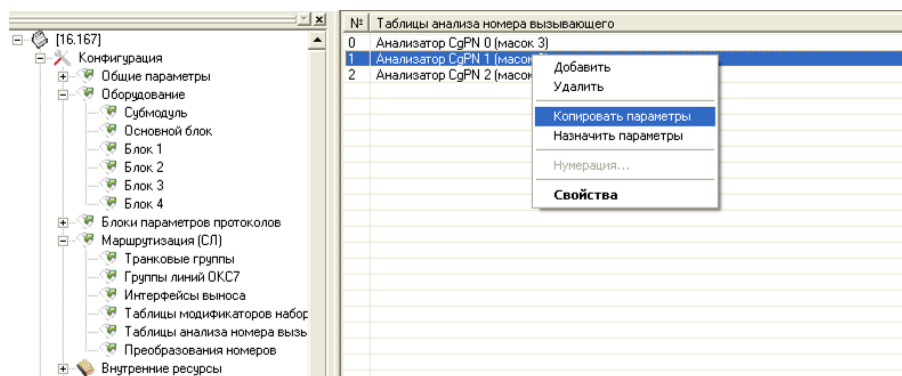 [16.167]
Конфигурация
Общие параметры
Оборудование
Субмодуль
Основной блок
Блок 1
Блок 2
Блок 3
Блок 4
Блоки параметров протоколов
Маршрутизация (СЛ)
Транковые группы
Группы линий ОКС7
Интерфейсы выноса
Таблицы модификаторов набор
Таблицы анализа номера вызы
Преобразования номеров
Внутренние ресурсы
№ Таблицы анализа номера вызывающего
0 Анализатор CgPN 0 (масок 3)
1 Анализатор CgPN 1 (масок
2 Анализатор CgPN 2 (масок
Добавить
Удалить
Копировать параметры
Назначить параметры
Нумерация...
Свойства